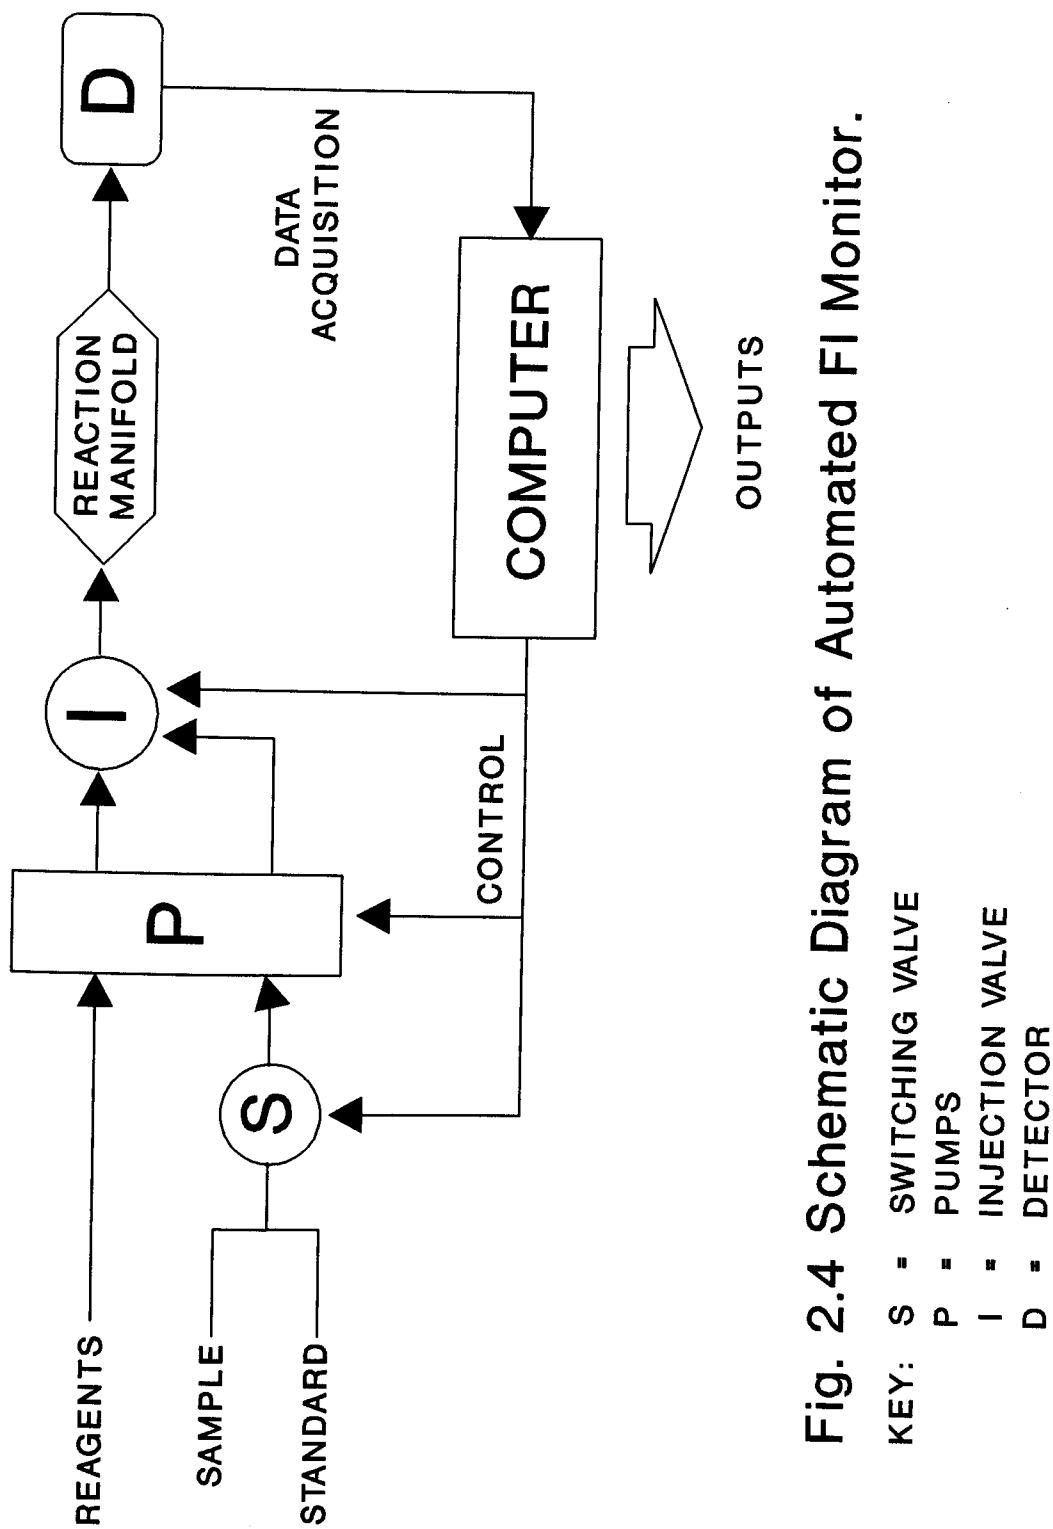 REAGENTS
SAMPLE
STANDARD
S
P
I
REACTION
MANIFOLD
D
DATA
ACQUISITION
CONTROL
COMPUTER
OUTPUTS
Fig. 2.4 Schematic Diagram of Automated FI Monitor.
KEY: S = SWITCHING VALVE
P = PUMPS
I = INJECTION VALVE
D = DETECTOR